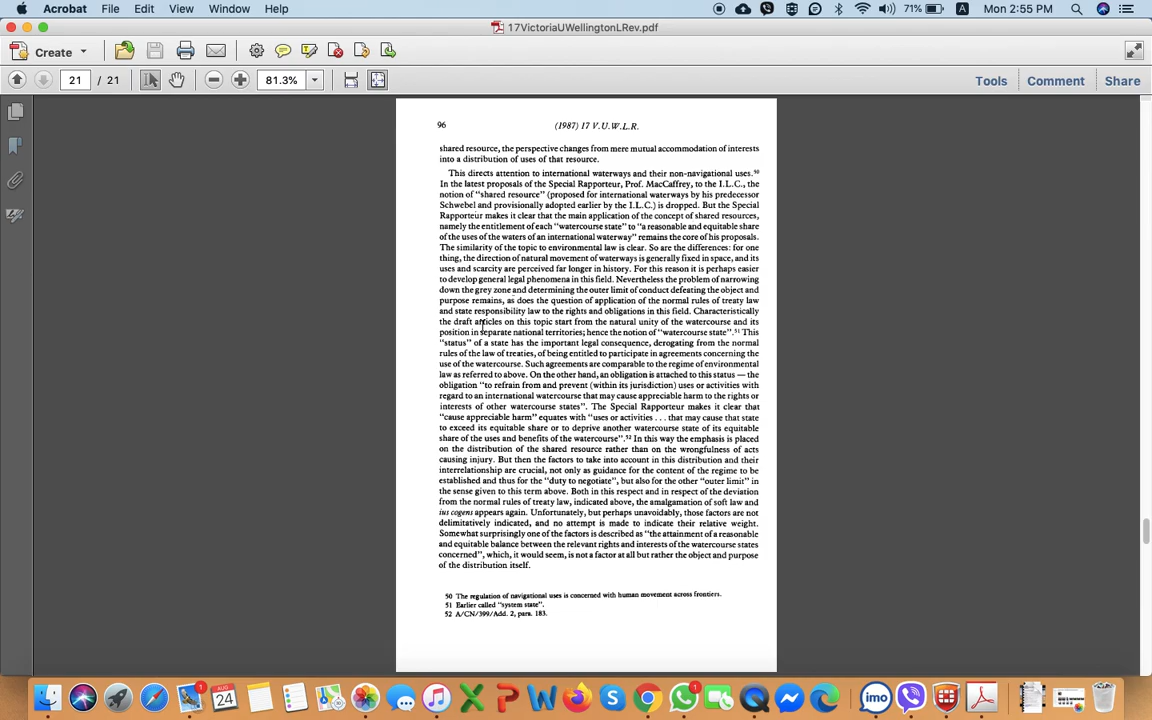 Acrobat File Edit View Window Help 71% A Mon 2:55 PM
17VictoriaUWellingtonLRev.pdf
Create
21 / 21 81.3% Tools Comment Share
96 (1987) 17 V.U.W.L.R.
shared resource, the perspective changes from mere mutual accommodation of interests
into a distribution of uses of that resource.
This directs attention to international waterways and their non-navigational uses.50
In the latest proposals of the Special Rapporteur, Prof. MacCaffrey, to the I.L.C., the
notion of "shared resource" (proposed for international waterways by his predecessor
Schwebel and provisionally adopted earlier by the I.L.C.) is dropped. But the Special
Rapporteur makes it clear that the main application of the concept of shared resources,
namely the entitlement of each "watercourse state" to "a reasonable and equitable share
of the uses of the waters of an international waterway" remains the core of his proposals.
The similarity of the topic to environmental law is clear. So are the differences: for one
thing, the direction of natural movement of waterways is generally fixed in space, and its
uses and scarcity are perceived far longer in history. For this reason it is perhaps easier
to develop general legal phenomena in this field. Nevertheless the problem of narrowing
down the grey zone and determining the outer limit of conduct defeating the object and
purpose remains, as does the question of application of the normal rules of treaty law
and state responsibility law to the rights and obligations in this field. Characteristically
the draft articles on this topic start from the natural unity of the watercourse and its
position in separate national territories; hence the notion of "watercourse state".51 This
"status" of a state has the important legal consequence, derogating from the normal
rules of the law of treaties, of being entitled to participate in agreements concerning the
use of the watercourse. Such agreements are comparable to the regime of environmental
law as referred to above. On the other hand, an obligation is attached to this status — the
obligation "to refrain from and prevent (within its jurisdiction) uses or activities with
regard to an international watercourse that may cause appreciable harm to the rights or
interests of other watercourse states". The Special Rapporteur makes it clear that
"cause appreciable harm" equates with "uses or activities . . . that may cause that state
to exceed its equitable share or to deprive another watercourse state of its equitable
share of the uses and benefits of the watercourse".52 In this way the emphasis is placed
on the distribution of the shared resource rather than on the wrongfulness of acts
causing injury. But then the factors to take into account in this distribution and their
interrelationship are crucial, not only as guidance for the content of the regime to be
established and thus for the "duty to negotiate", but also for the other "outer limit" in
the sense given to this term above. Both in this respect and in respect of the deviation
from the normal rules of treaty law, indicated above, the amalgamation of soft law and
ius cogens appears again. Unfortunately, but perhaps unavoidably, those factors are not
delimitatively indicated, and no attempt is made to indicate their relative weight.
Somewhat surprisingly one of the factors is described as "the attainment of a reasonable
and equitable balance between the relevant rights and interests of the watercourse states
concerned", which, it would seem, is not a factor at all but rather the object and purpose
of the distribution itself.
50 The regulation of navigational uses is concerned with human movement across frontiers.
51 Earlier called "system state".
52 A/CN/399/Add. 2, para. 183.
1 AUG 24 X P W S 1 imo